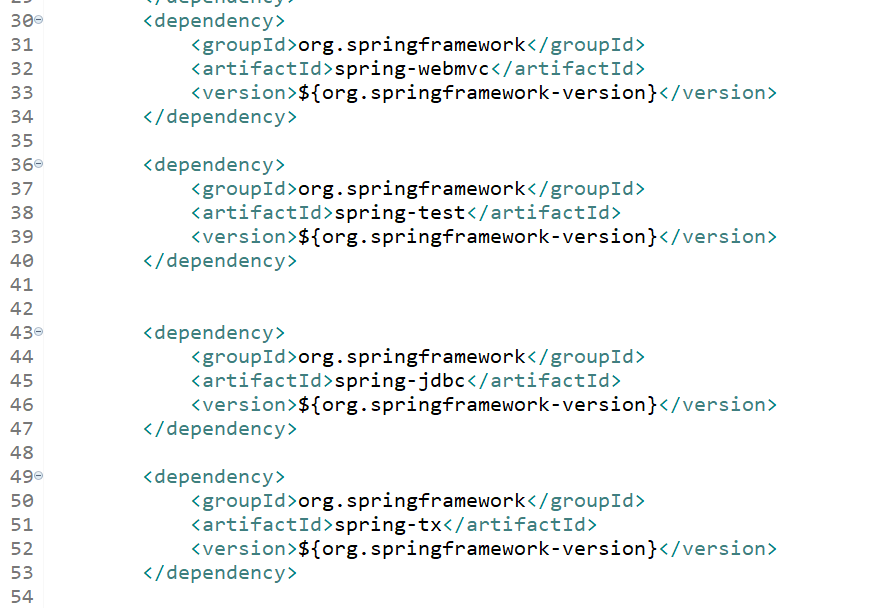 29 </dependency>
30 <dependency>
31 <groupId>org.springframework</groupId>
32 <artifactId>spring-webmvc</artifactId>
33 <version>${org.springframework-version}</version>
34 </dependency>
35
36 <dependency>
37 <groupId>org.springframework</groupId>
38 <artifactId>spring-test</artifactId>
39 <version>${org.springframework-version}</version>
40 </dependency>
41
42
43 <dependency>
44 <groupId>org.springframework</groupId>
45 <artifactId>spring-jdbc</artifactId>
46 <version>${org.springframework-version}</version>
47 </dependency>
48
49 <dependency>
50 <groupId>org.springframework</groupId>
51 <artifactId>spring-tx</artifactId>
52 <version>${org.springframework-version}</version>
53 </dependency>
54